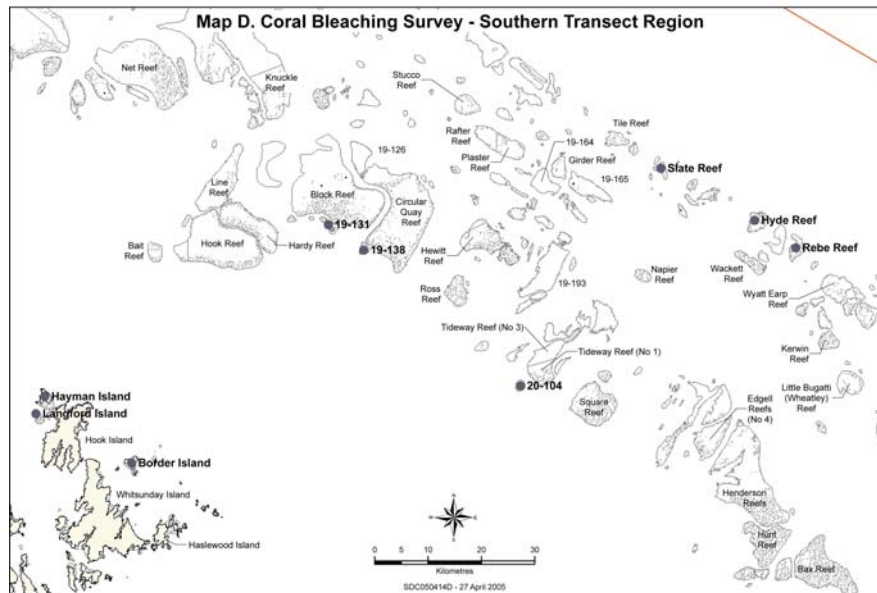 Map D. Coral Bleaching Survey - Southern Transect Region
Net Reef
Knuckle
Reef
Stucco
Reef
Rafter
Reef
Plaster
Reef
19-164
Tile Reef
Girder Reef
19-165
Slate Reef
19-126
Line
Reef
Block Reef
Circular
Quay
Reef
19-131
Hyde Reef
Bait
Reef
Hook Reef
Hardy Reef
19-138
Hewitt
Reef
Rebe Reef
Wackett
Reef
Napier
Reef
Ross
Reef
19-193
Wyatt Earp
Reef
Tideway Reef (No 3)
Tideway Reef (No 1)
Kerwin
Reef
20-104
Square
Reef
Little Bugatti
(Wheatley)
Reef
Edgell
Reefs
(No 4)
Hayman Island
Langford Island
Hook Island
Border Island
Whitsunday Island
Haslewood Island
Henderson
Reefs
Hunt
Reef
Bax Reef
N
E
S
W
0 5 10 20 30
Kilometres
SDC050414D - 27 April 2005